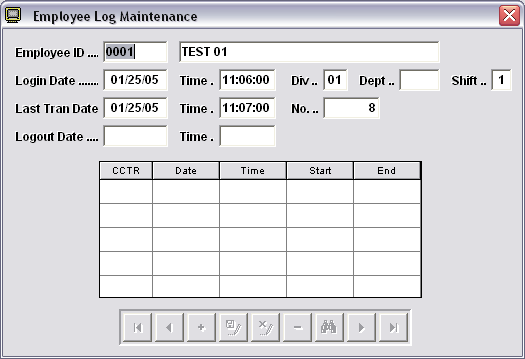 Employee Log Maintenance
Employee ID .... 0001 TEST 01
Login Date ....... 01/25/05 Time . 11:06:00 Div .. 01 Dept .. Shift .. 1
Last Tran Date 01/25/05 Time . 11:07:00 No. .. 8
Logout Date .... Time .
CCTR Date Time Start End